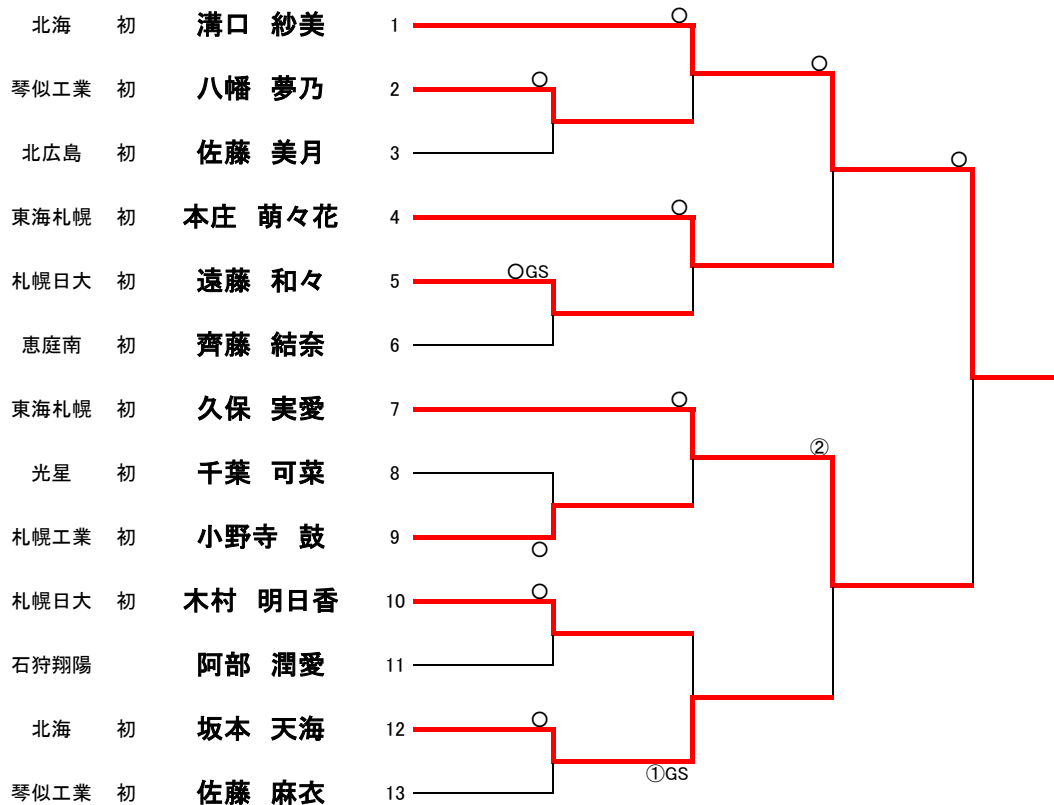 北海 初 溝口 紗美 1 ○
○
琴似工業 初 八幡 夢乃 2 ○
北広島 初 佐藤 美月 3
○
東海札幌 初 本庄 萌々花 4 ○
札幌日大 初 遠藤 和々 5 ○GS
恵庭南 初 齊藤 結奈 6
東海札幌 初 久保 実愛 7 ○
②
光星 初 千葉 可菜 8
札幌工業 初 小野寺 鼓 9 ○
札幌日大 初 木村 明日香 10 ○
石狩翔陽 阿部 潤愛 11
北海 初 坂本 天海 12 ○
①GS
琴似工業 初 佐藤 麻衣 13